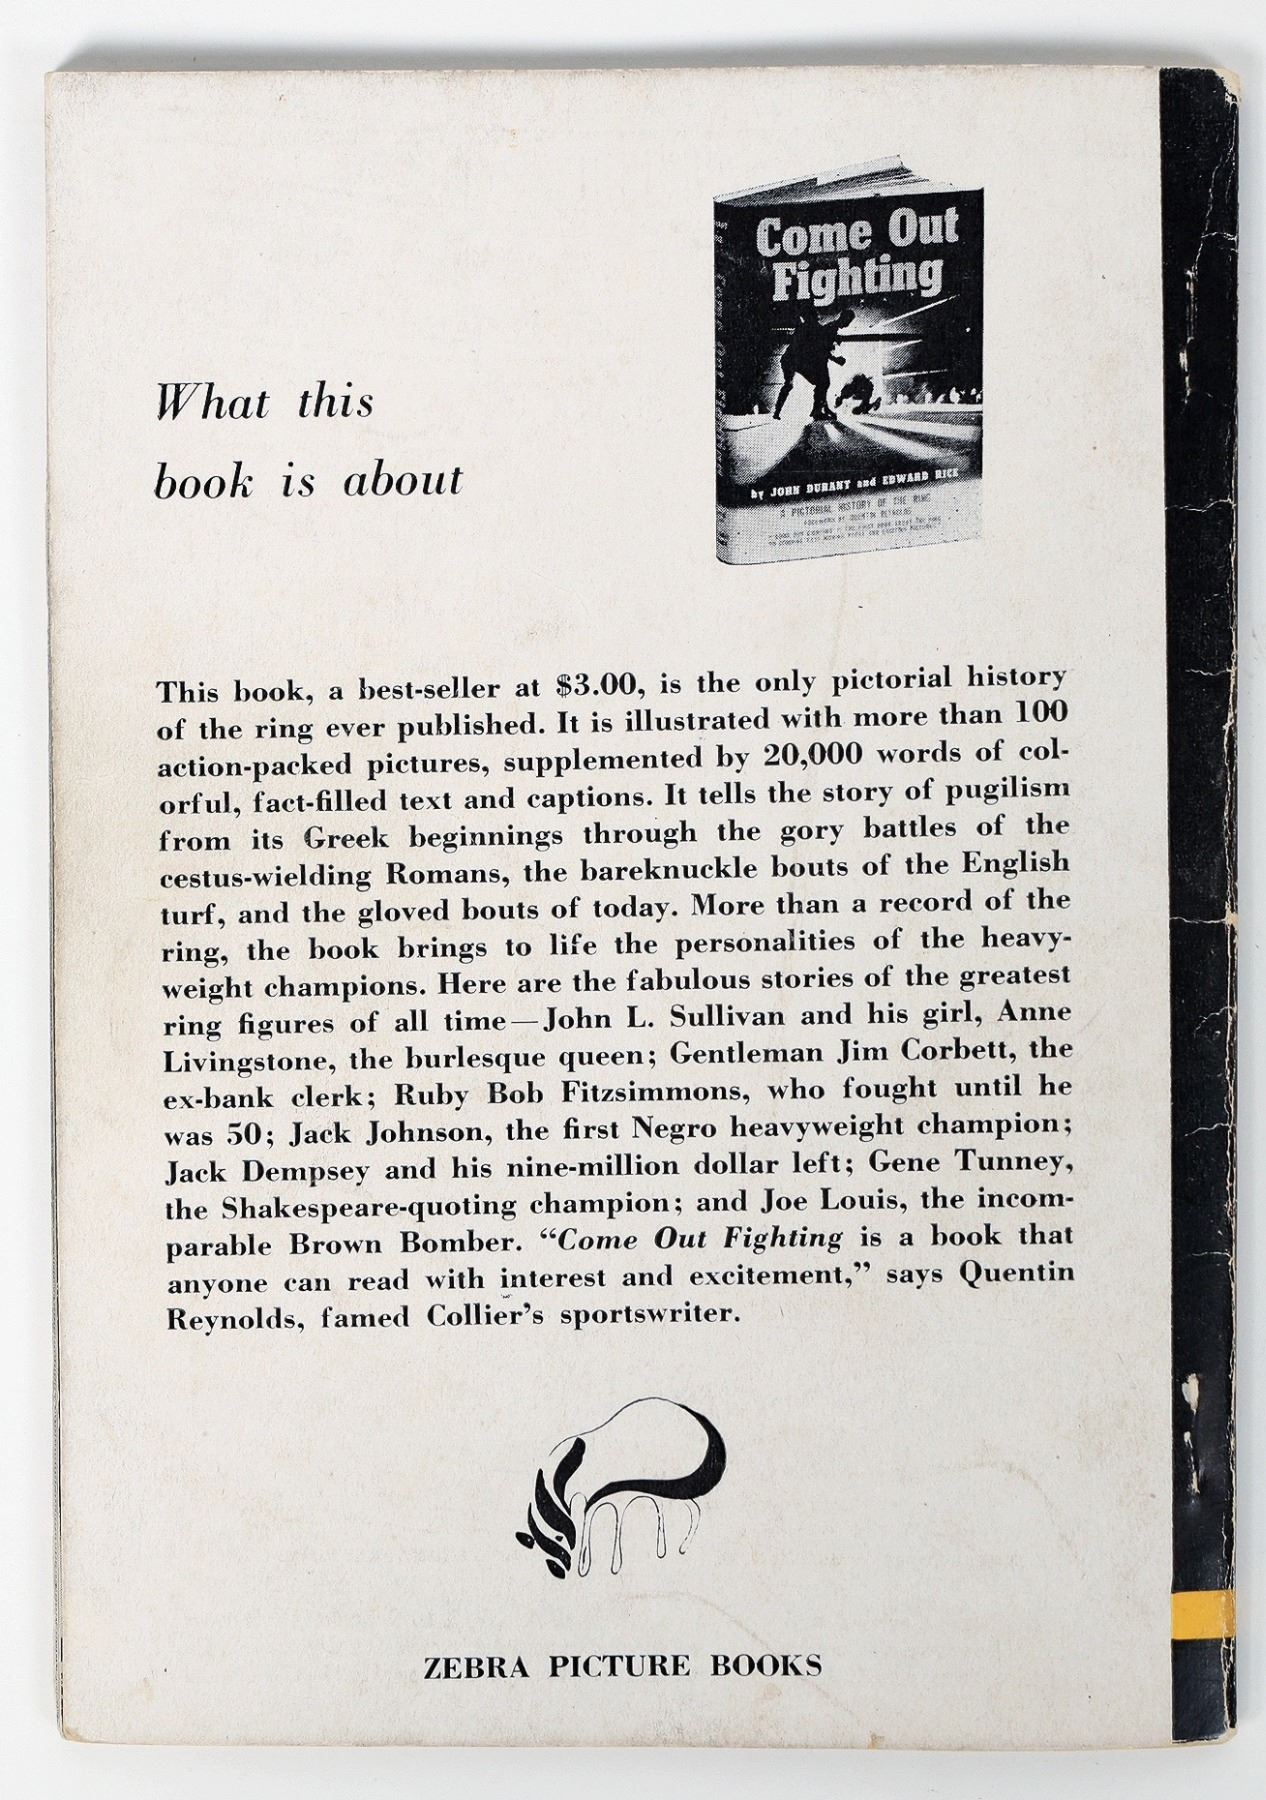 Come Out
Fighting
by JOHN DURANT and EDWARD RICE
A PICTORIAL HISTORY OF THE RING
FOREWORD BY QUENTIN REYNOLDS
What this
book is about
This book, a best-seller at $3.00, is the only pictorial history
of the ring ever published. It is illustrated with more than 100
action-packed pictures, supplemented by 20,000 words of col-
orful, fact-filled text and captions. It tells the story of pugilism
from its Greek beginnings through the gory battles of the
cestus-wielding Romans, the bareknuckle bouts of the English
turf, and the gloved bouts of today. More than a record of the
ring, the book brings to life the personalities of the heavy-
weight champions. Here are the fabulous stories of the greatest
ring figures of all time—John L. Sullivan and his girl, Anne
Livingstone, the burlesque queen; Gentleman Jim Corbett, the
ex-bank clerk; Ruby Bob Fitzsimmons, who fought until he
was 50; Jack Johnson, the first Negro heavyweight champion;
Jack Dempsey and his nine-million dollar left; Gene Tunney,
the Shakespeare-quoting champion; and Joe Louis, the incom-
parable Brown Bomber. “Come Out Fighting is a book that
anyone can read with interest and excitement,” says Quentin
Reynolds, famed Collier’s sportswriter.
ZEBRA PICTURE BOOKS